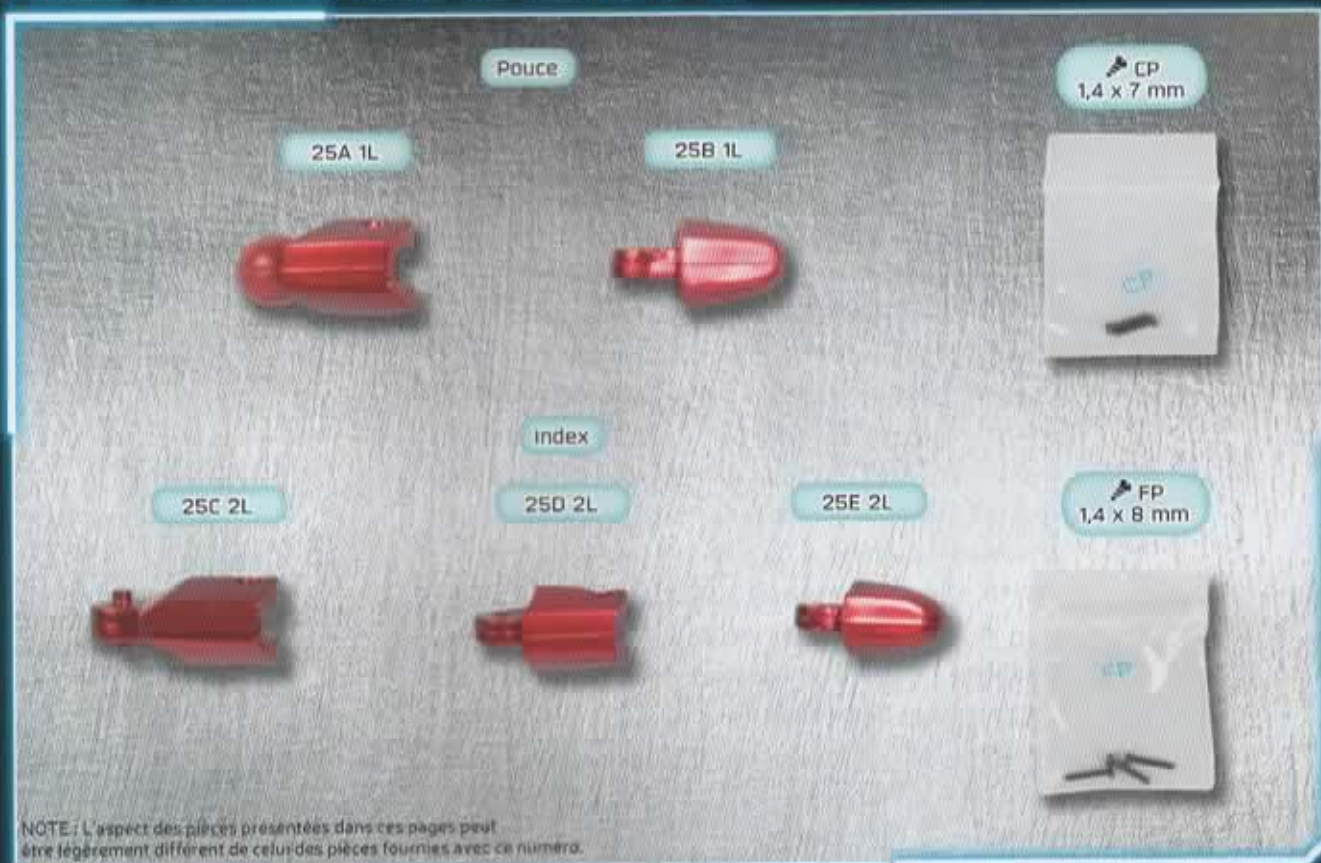 Pouce
CP
1,4 x 7 mm
25A 1L
25B 1L
CP
Index
25C 2L
25D 2L
25E 2L
FP
1,4 x 8 mm
NOTE : L'aspect des pièces présentées dans ces pages peut
être légèrement différent de celui des pièces fournies avec ce numéro.